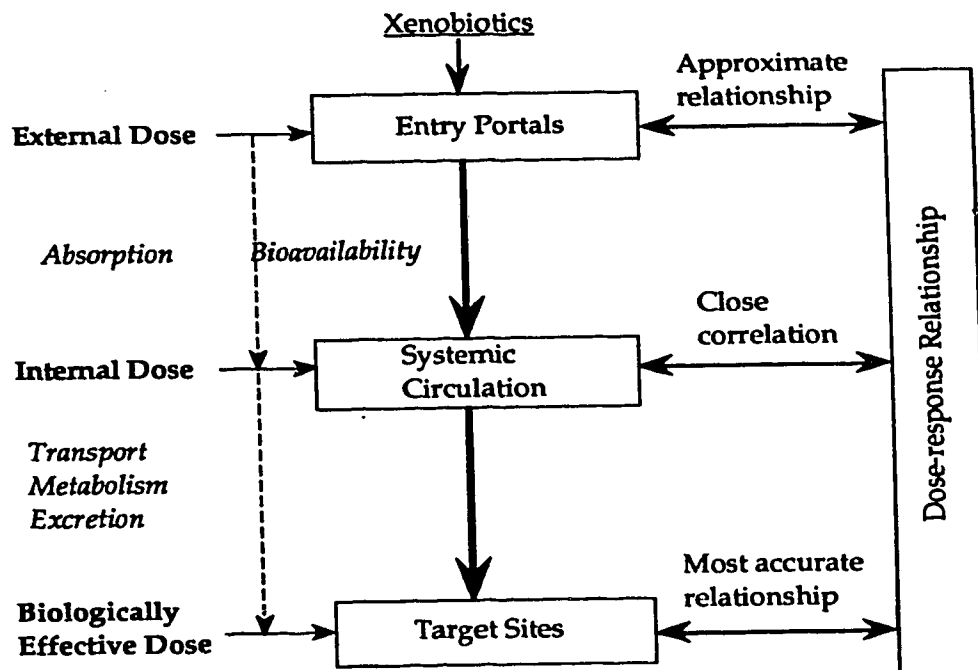 Xenobiotics
Approximate
relationship
External Dose
Entry Portals
Absorption
Bioavailability
Close
correlation
Internal Dose
Systemic
Circulation
Transport
Metabolism
Excretion
Most accurate
relationship
Biologically
Effective Dose
Target Sites
Dose-response Relationship